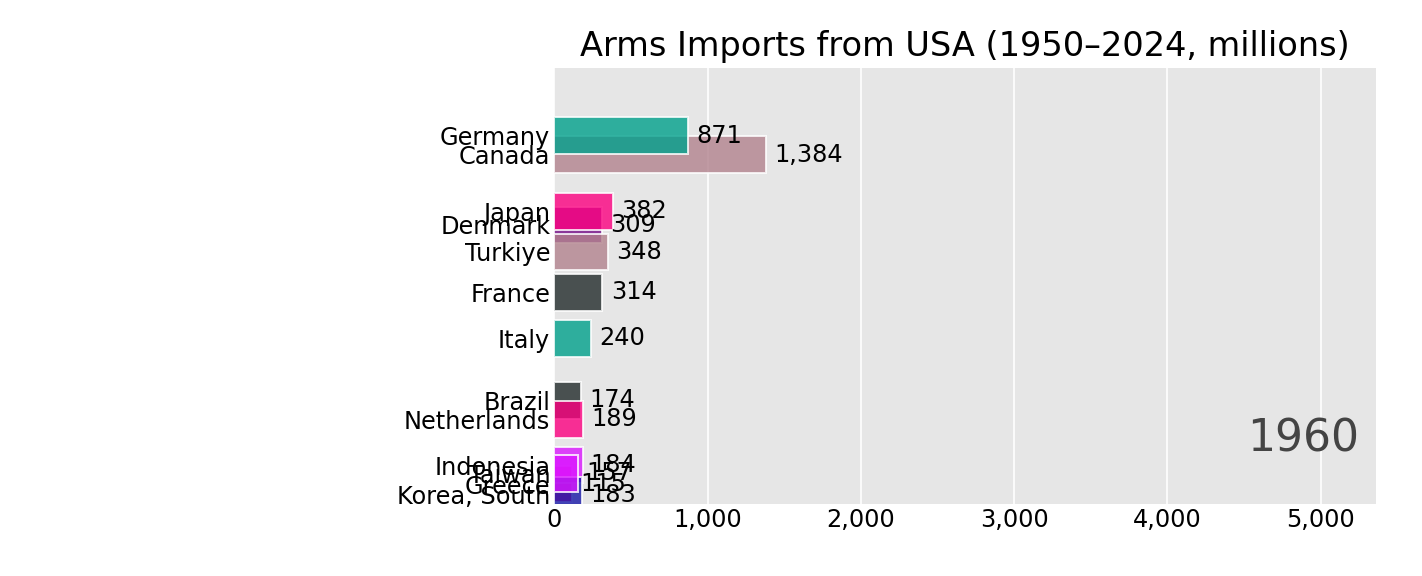 Arms Imports from USA (1950–2024, millions)
Germany 871
Canada 1,384
Japan 382
Denmark 309
Turkiye 348
France 314
Italy 240
Brazil 174
Netherlands 189
Indonesia 184
Taiwan 157
Greece 115
Korea, South 183
1960
0 1,000 2,000 3,000 4,000 5,000